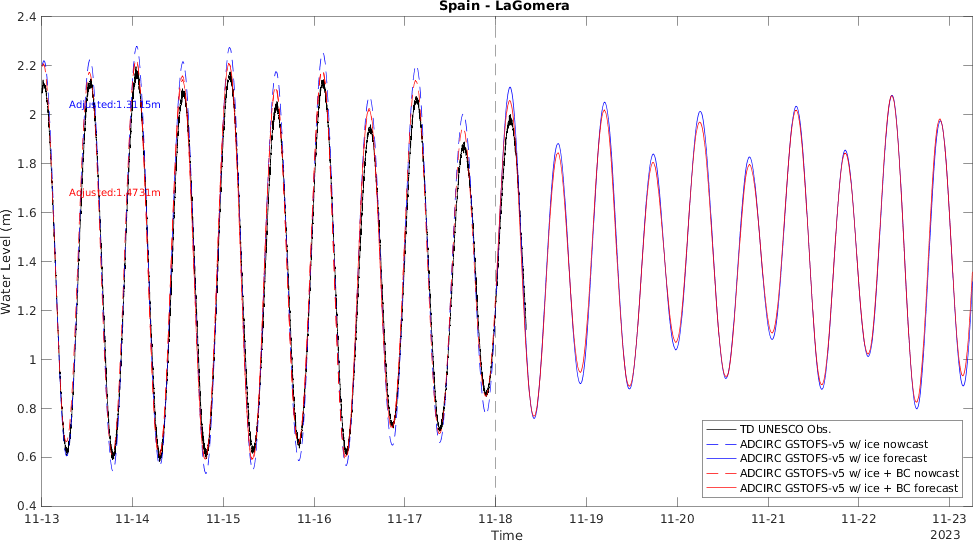 Spain - LaGomera
2.4
2.2
2
1.8
1.6
1.4
1.2
1
0.8
0.6
0.4
Water Level (m)
Adjusted:1.3115m
Adjusted:1.4731m
TD UNESCO Obs.
ADCIRC GSTOFS-v5 w/ ice nowcast
ADCIRC GSTOFS-v5 w/ ice forecast
ADCIRC GSTOFS-v5 w/ ice + BC nowcast
ADCIRC GSTOFS-v5 w/ ice + BC forecast
11-13 11-14 11-15 11-16 11-17 11-18 11-19 11-20 11-21 11-22 11-23
2023
Time